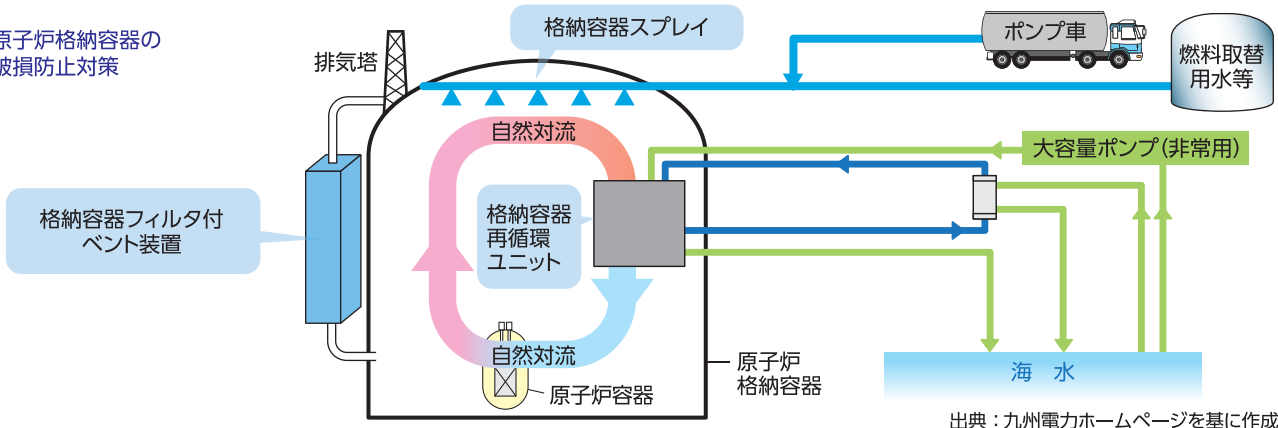 原子炉格納容器の
破損防止対策
排気塔
格納容器スプレイ
ポンプ車
燃料取替
用水等
自然対流
大容量ポンプ(非常用)
格納容器フィルタ付
ベント装置
格納容器
再循環
ユニット
自然対流
原子炉容器
原子炉
格納容器
海 水
出典：九州電力ホームページを基に作成